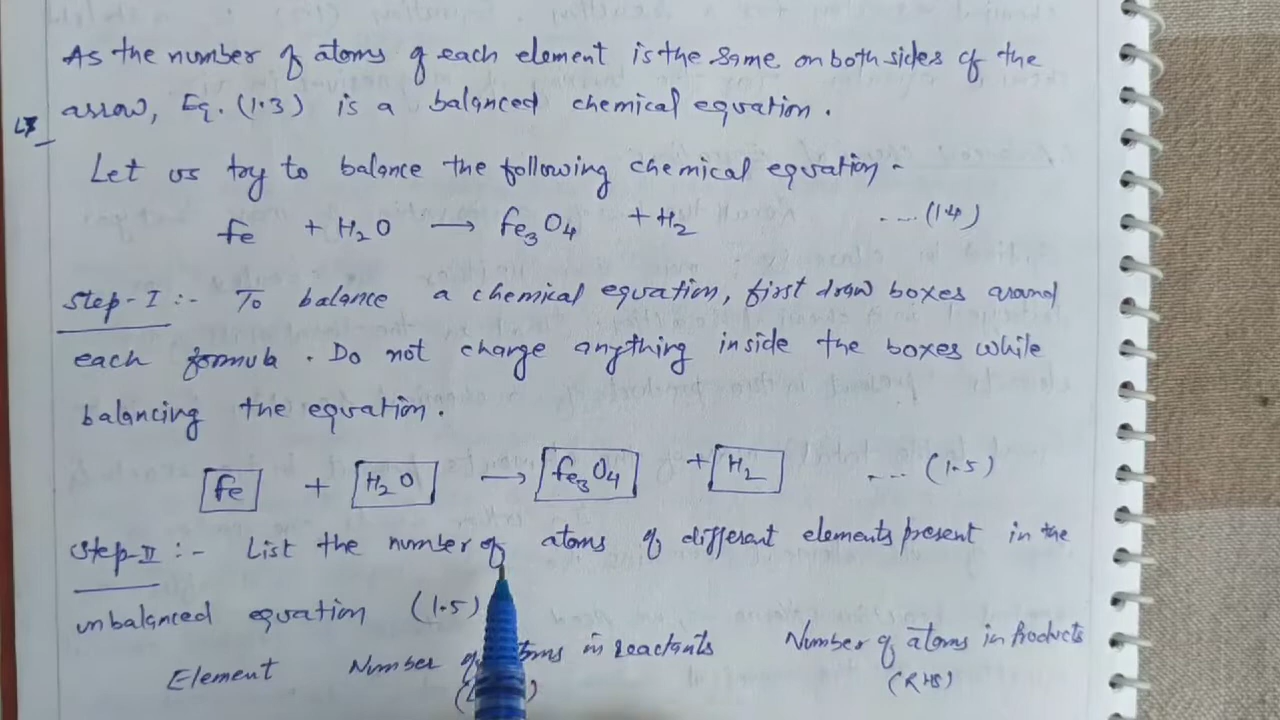 As the number of atoms of each element is the same on both sides of the
arrow, Eq. (1.3) is a balanced chemical equation.
L8
Let us try to balance the following chemical equation -
Fe + H₂O → Fe₃O₄ + H₂ ....(1.4)
Step-I :- To balance a chemical equation, first draw boxes around
each formula. Do not change anything inside the boxes while
balancing the equation.
Fe + H₂O → Fe₃O₄ + H₂ .... (1.5)
Step-II :- List the number of atoms of different elements present in the
unbalanced equation (1.5)
Element Number of atoms in reactants Number of atoms in Products
(RHS)